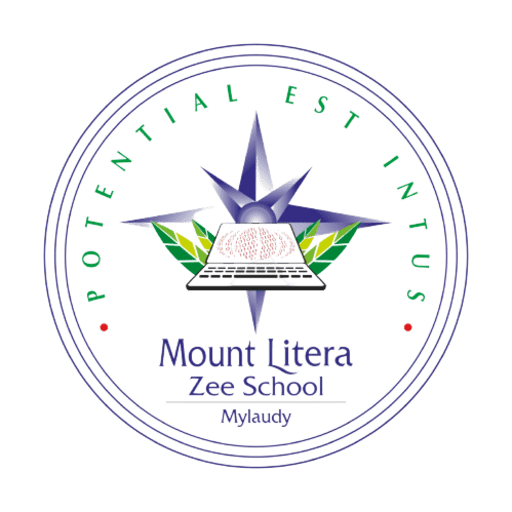 POTENTIAL EST INTUS
Mount Litera
Zee School
Mylaudy